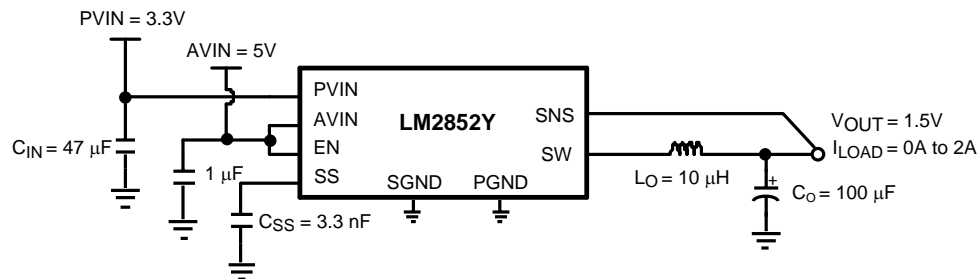 PVIN = 3.3V
AVIN = 5V
PVIN
AVIN
EN
SS
LM2852Y
SNS
SW
SGND
PGND
CIN = 47 μF
1 μF
CSS = 3.3 nF
LO = 10 μH
VOUT = 1.5V
ILOAD = 0A to 2A
+
CO = 100 μF